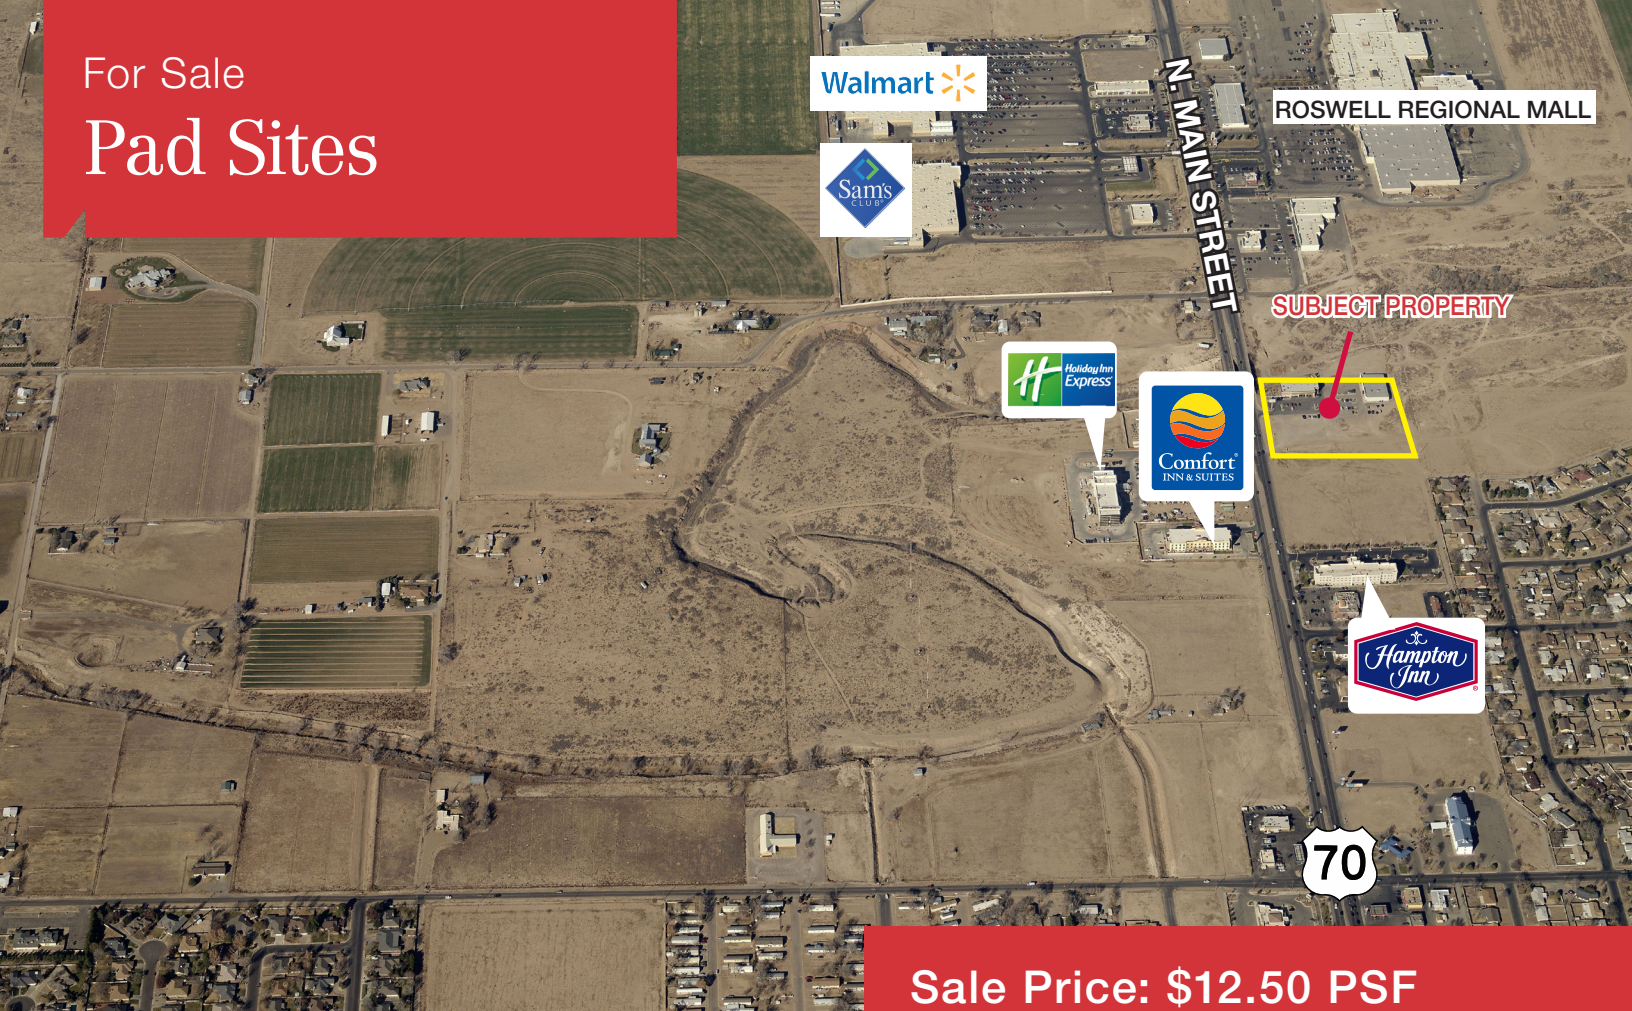 For Sale
Pad Sites
Walmart
Sam's
CLUB®
N. MAIN STREET
ROSWELL REGIONAL MALL
SUBJECT PROPERTY
Holiday Inn
Express®
Comfort®
INN & SUITES
Hampton
Inn®
70
Sale Price: $12.50 PSF